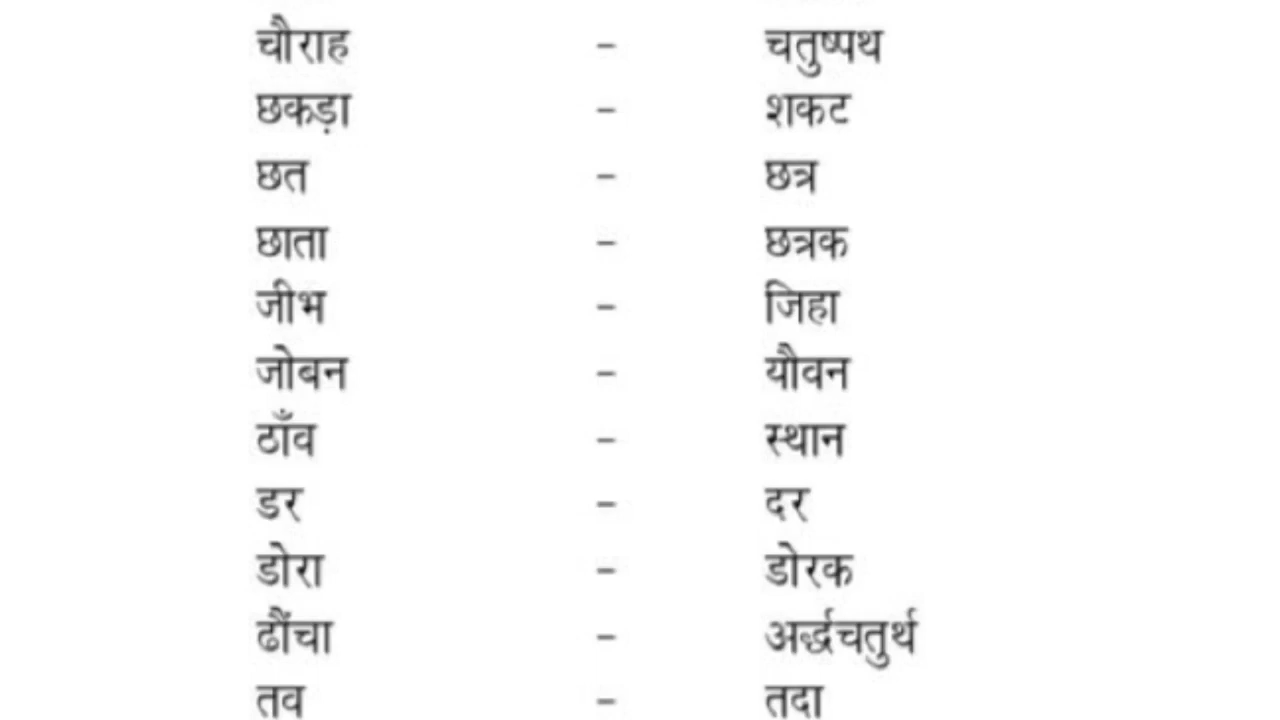 चौराह - चतुष्पथ
छकड़ा - शकट
छत - छत्र
छाता - छत्रक
जीभ - जिहा
जोबन - यौवन
ठाँव - स्थान
डर - दर
डोरा - डोरक
ढौंचा - अर्द्धचतुर्थ
तव - तदा